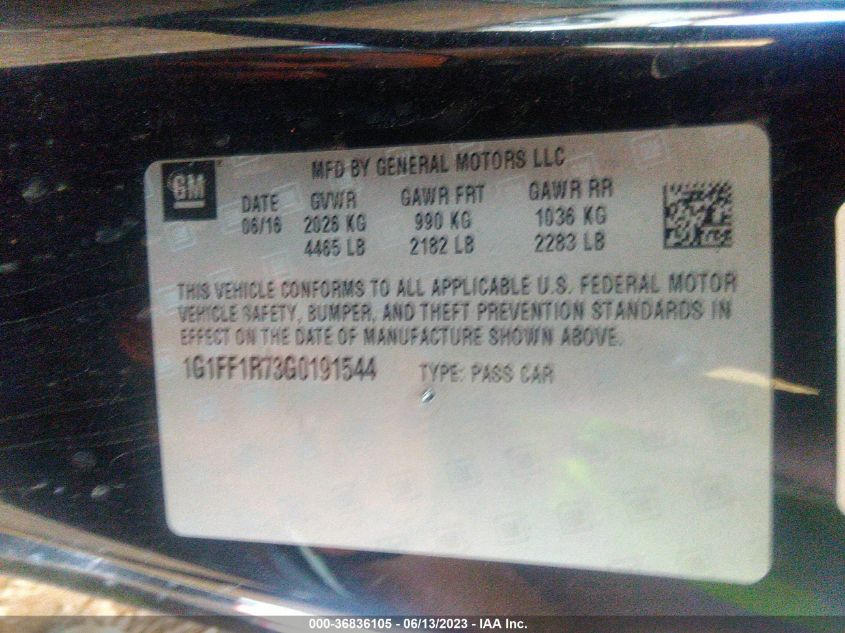 MFD BY GENERAL MOTORS LLC
GM
DATE GVWR GAWR FRT GAWR RR
06/16 2026 KG 990 KG 1036 KG
4465 LB 2182 LB 2283 LB
THIS VEHICLE CONFORMS TO ALL APPLICABLE U.S. FEDERAL MOTOR
VEHICLE SAFETY, BUMPER, AND THEFT PREVENTION STANDARDS IN
EFFECT ON THE DATE OF MANUFACTURE SHOWN ABOVE.
1G1FF1R73G0191544 TYPE: PASS CAR
000-36836105 - 06/13/2023 - IAA Inc.